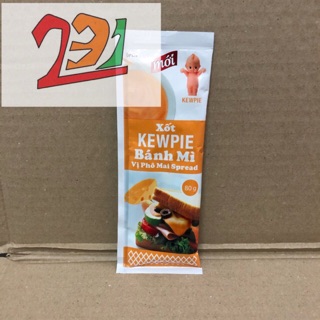 231
mới
KEWPIE
Xốt
KEWPIE
Bánh Mì
Vị Phô Mai Spread
80 g